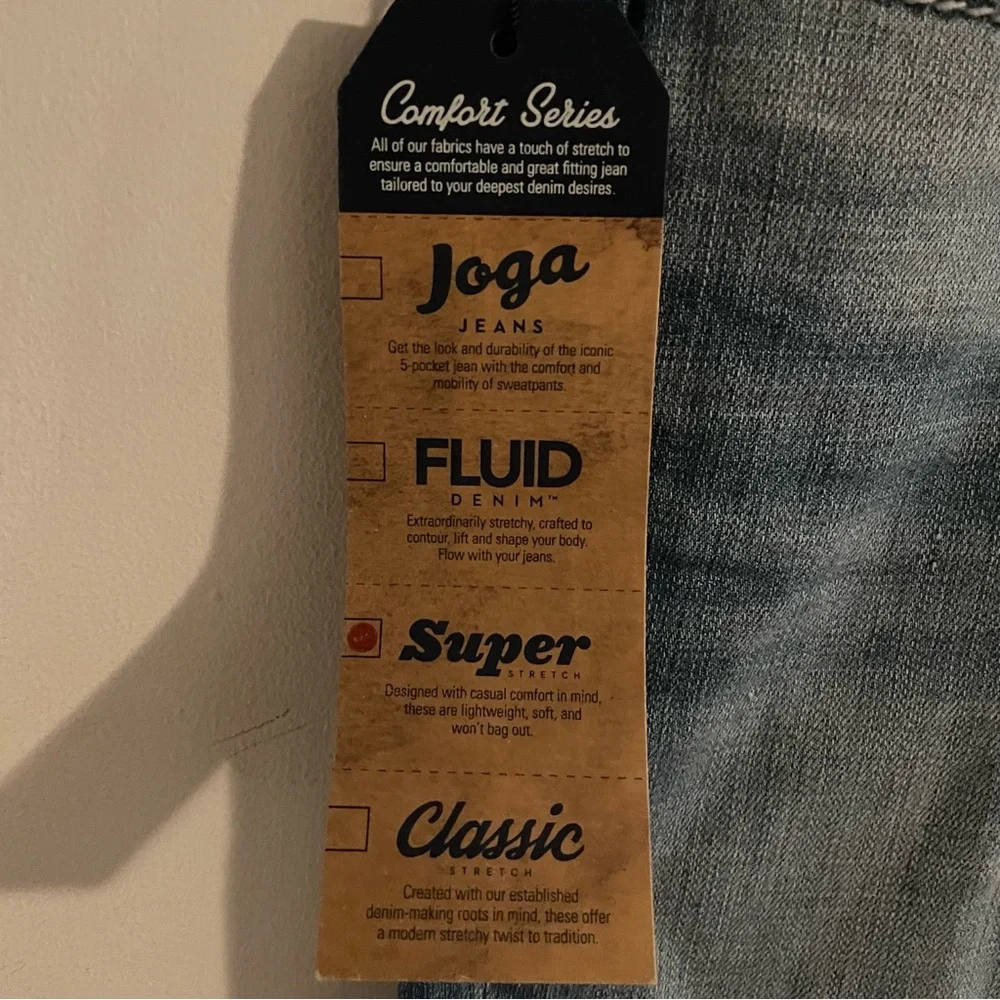 Comfort Series
All of our fabrics have a touch of stretch to
ensure a comfortable and great fitting jean
tailored to your deepest denim desires.
Joga
JEANS
Get the look and durability of the iconic
5-pocket jean with the comfort and
mobility of sweatpants.
FLUID
DENIM™
Extraordinarily stretchy, crafted to
contour, lift and shape your body.
Flow with your jeans.
Super
STRETCH
Designed with casual comfort in mind,
these are lightweight, soft, and
won't bag out.
Classic
STRETCH
Created with our established
denim-making roots in mind, these offer
a modern stretchy twist to tradition.